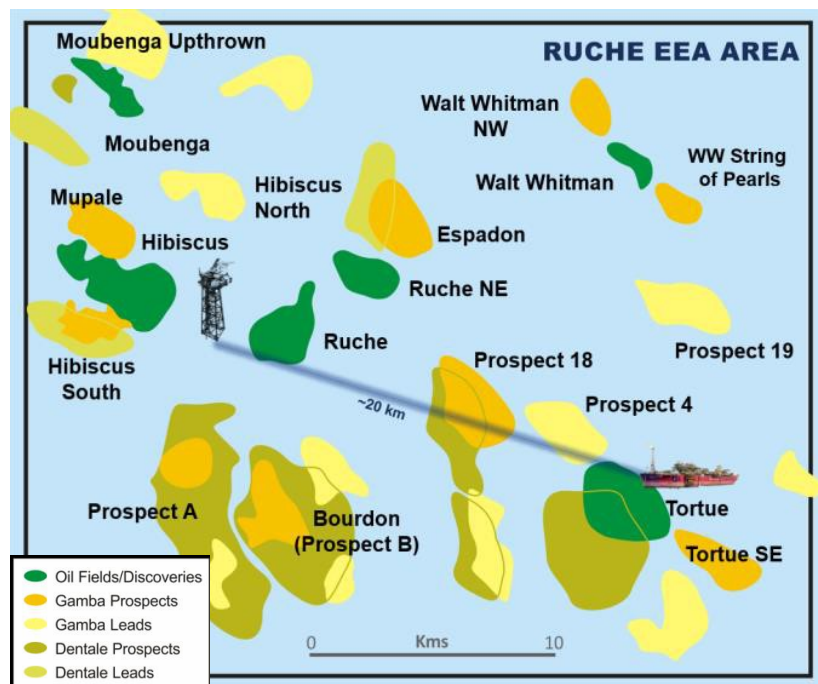 Moubenga Upthrown
RUCHE EEA AREA
Walt Whitman
NW
Moubenga
WW String
of Pearls
Walt Whitman
Hibiscus
North
Mupale
Hibiscus
Espadon
Ruche NE
Ruche
Prospect 19
Hibiscus
South
Prospect 18
~20 km
Prospect 4
Prospect A
Bourdon
(Prospect B)
Tortue
Tortue SE
Oil Fields/Discoveries
Gamba Prospects
Gamba Leads
Dentale Prospects
Dentale Leads
0 Kms 10